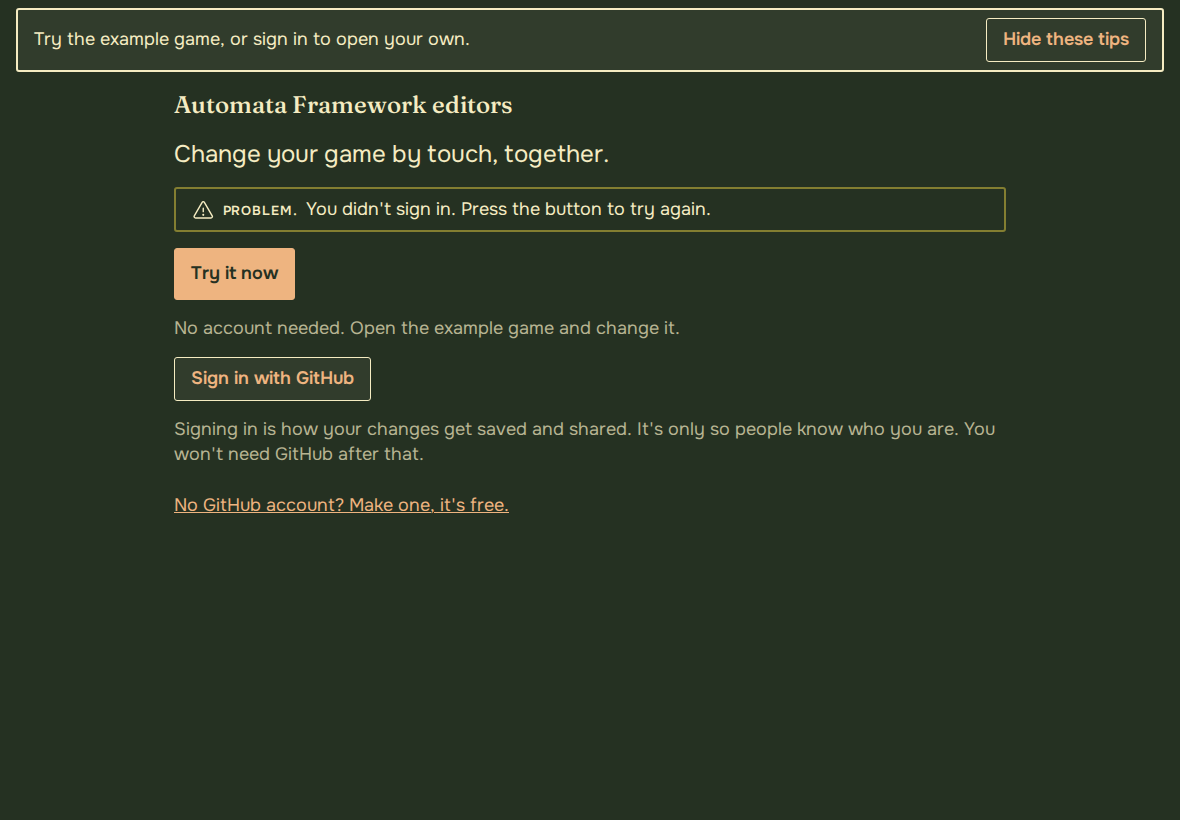 Try the example game, or sign in to open your own.
Hide these tips
Automata Framework editors
Change your game by touch, together.
PROBLEM. You didn't sign in. Press the button to try again.
Try it now
No account needed. Open the example game and change it.
Sign in with GitHub
Signing in is how your changes get saved and shared. It's only so people know who you are. You
won't need GitHub after that.
No GitHub account? Make one, it's free.